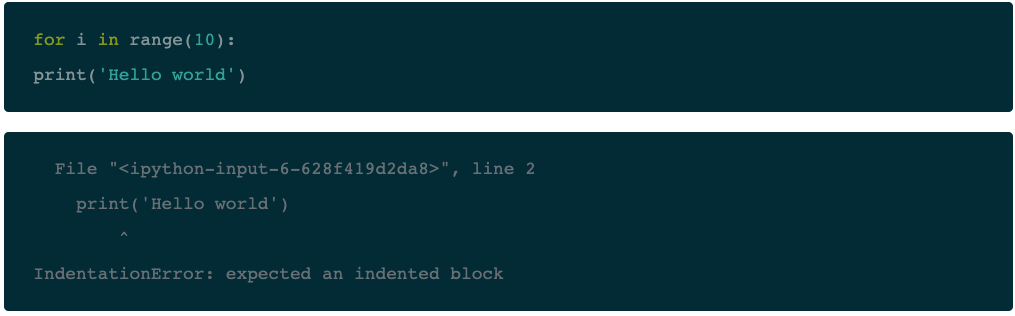 for i in range(10):
print('Hello world')
File "<ipython-input-6-628f419d2da8>", line 2
print('Hello world')
^
IndentationError: expected an indented block